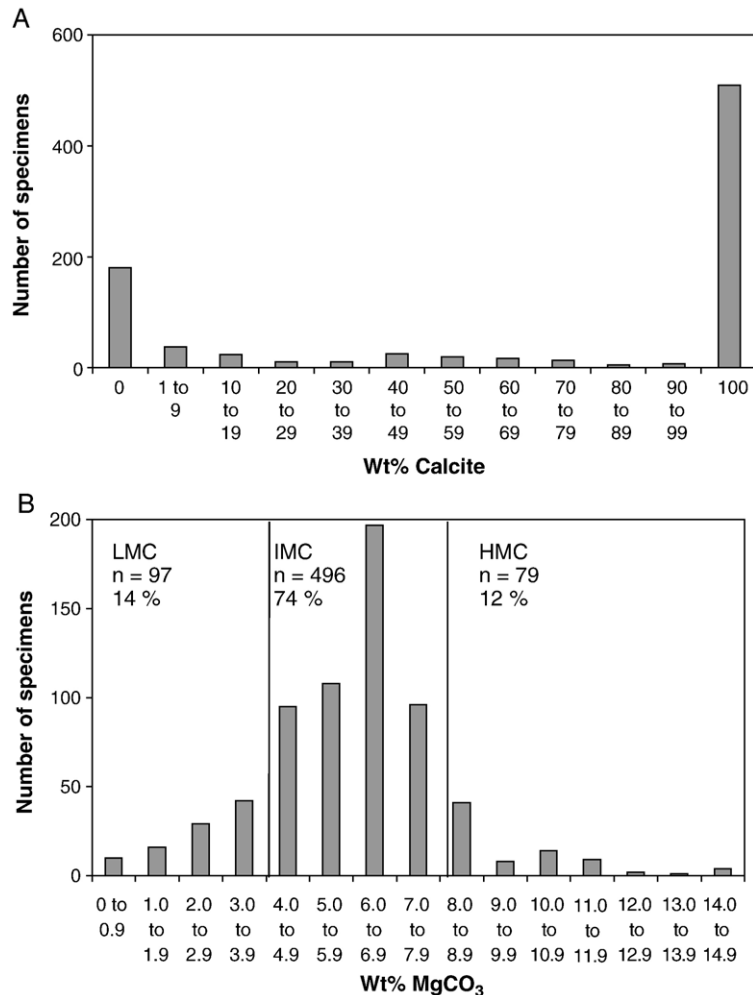 A
600
400
200
0
Number of specimens
0
1 to
9
10
to
19
20
to
29
30
to
39
40
to
49
50
to
59
60
to
69
70
to
79
80
to
89
90
to
99
100
Wt% Calcite
B
200
150
100
50
0
Number of specimens
LMC
n = 97
14 %
IMC
n = 496
74 %
HMC
n = 79
12 %
0 to
0.9
1.0
to
1.9
2.0
to
2.9
3.0
to
3.9
4.0
to
4.9
5.0
to
5.9
6.0
to
6.9
7.0
to
7.9
8.0
to
8.9
9.0
to
9.9
10.0
to
10.9
11.0
to
11.9
12.0
to
12.9
13.0
to
13.9
14.0
to
14.9
Wt% MgCO₃